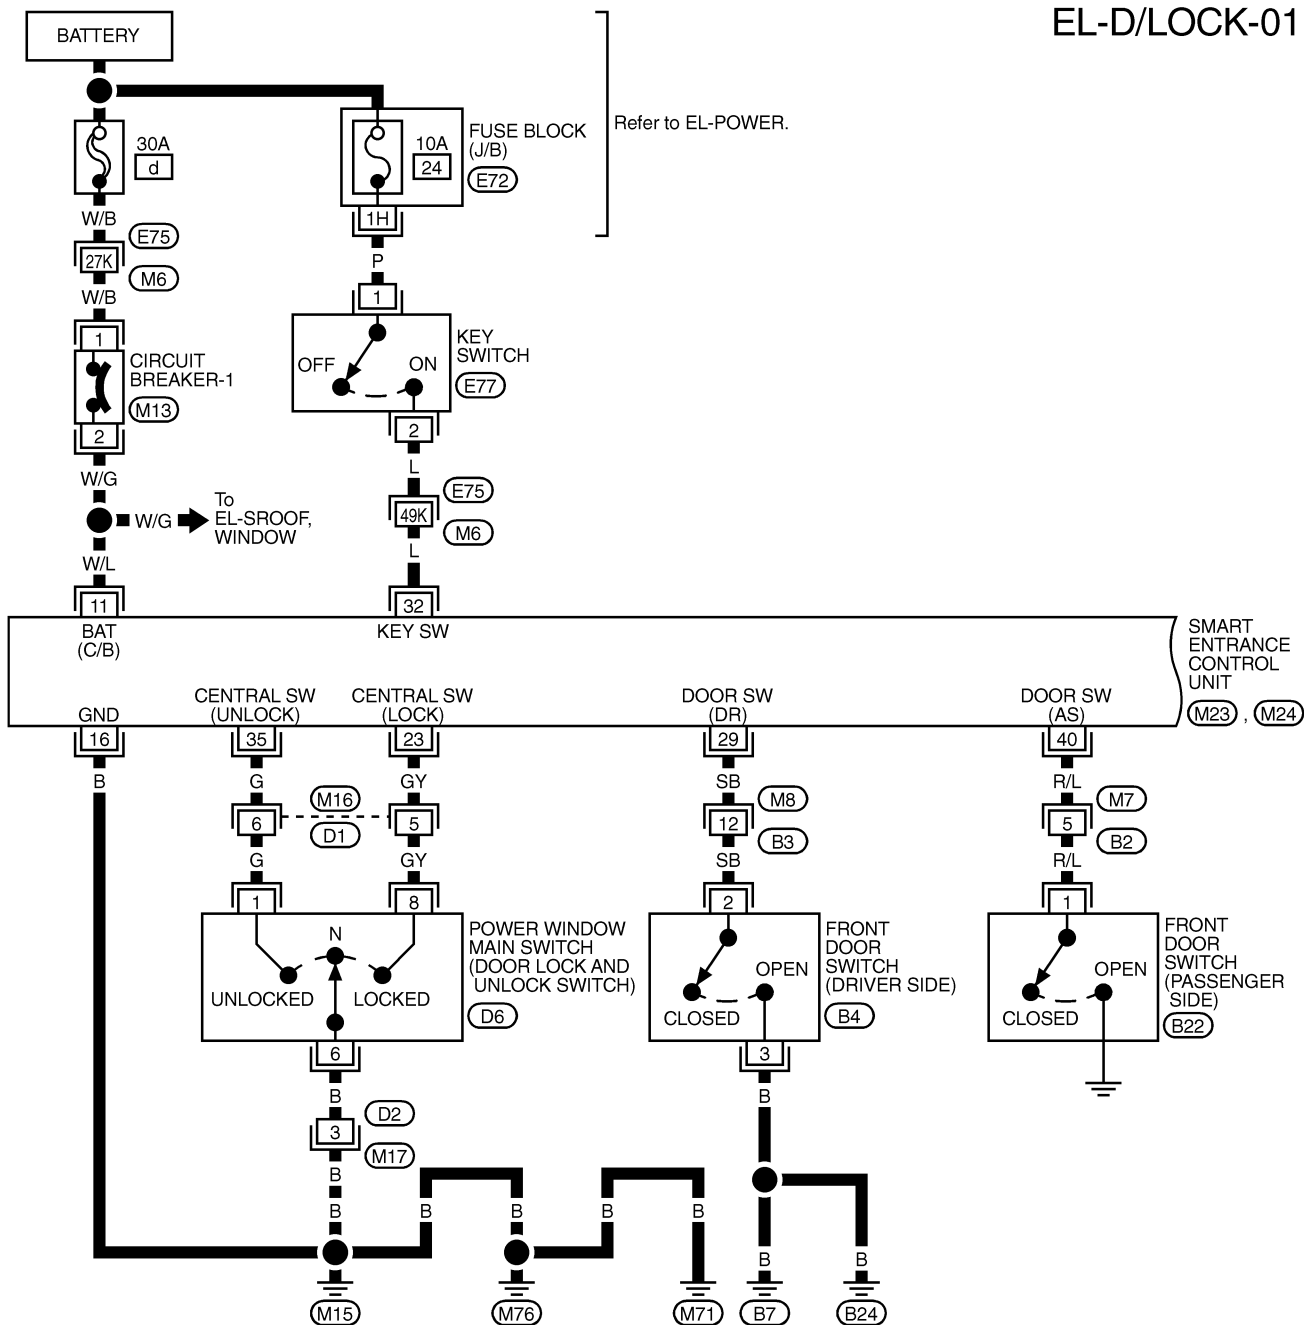 EL-D/LOCK-01
BATTERY
Refer to EL-POWER.
30A
d
10A
24
FUSE BLOCK
(J/B)
E72
1H
W/B
E75
27K
M6
W/B
P
1
1
CIRCUIT
BREAKER-1
M13
2
OFF
ON
KEY
SWITCH
E77
2
W/G
L
W/G
To
EL-SROOF,
WINDOW
E75
49K
M6
W/L
L
11
32
BAT
(C/B)
KEY SW
SMART
ENTRANCE
CONTROL
UNIT
M23 , M24
GND
CENTRAL SW
(UNLOCK)
CENTRAL SW
(LOCK)
DOOR SW
(DR)
DOOR SW
(AS)
16
35
23
29
40
B
G
GY
SB
R/L
M16
M8
M7
6
5
12
5
D1
B3
B2
G
GY
SB
R/L
1
8
2
1
N
UNLOCKED
LOCKED
POWER WINDOW
MAIN SWITCH
(DOOR LOCK AND
UNLOCK SWITCH)
D6
OPEN
CLOSED
FRONT
DOOR
SWITCH
(DRIVER SIDE)
B4
OPEN
CLOSED
FRONT
DOOR
SWITCH
(PASSENGER
SIDE)
B22
6
3
B
B
D2
3
M17
B
B
B
B
B
B
B
B
M15
M76
M71
B7
B24